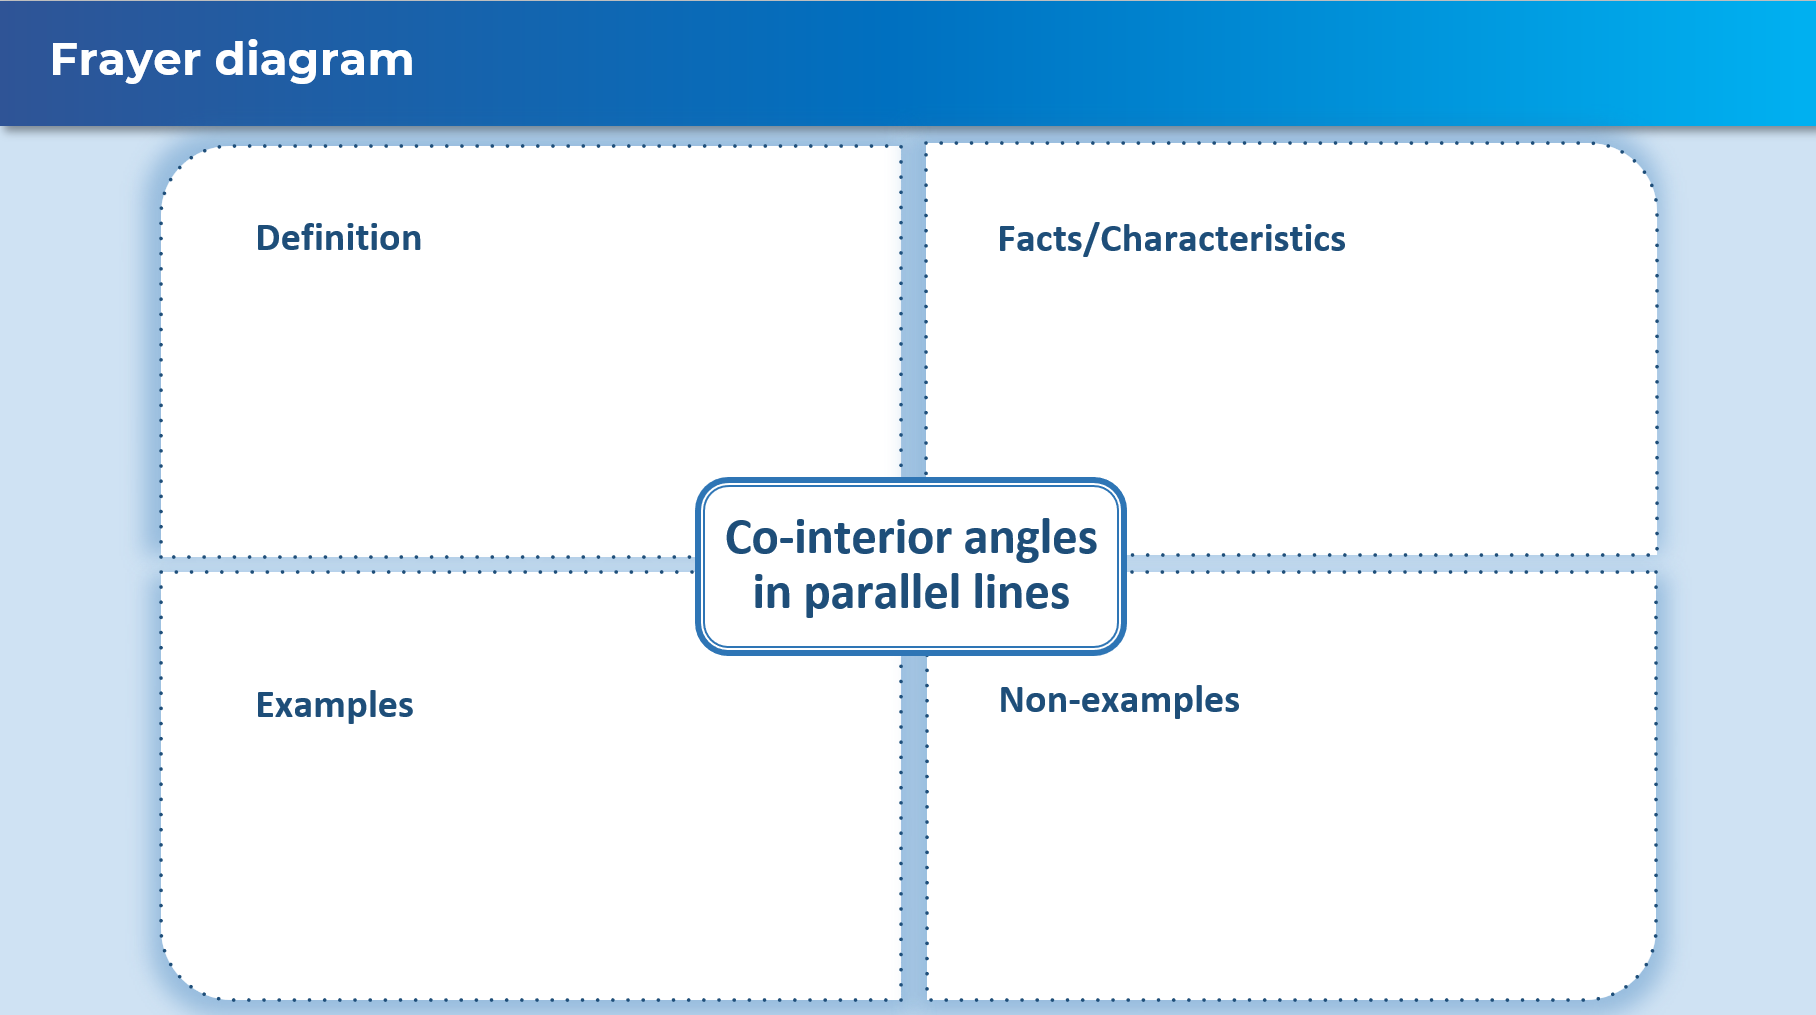 Frayer diagram
Definition
Facts/Characteristics
Co-interior angles
in parallel lines
Examples
Non-examples